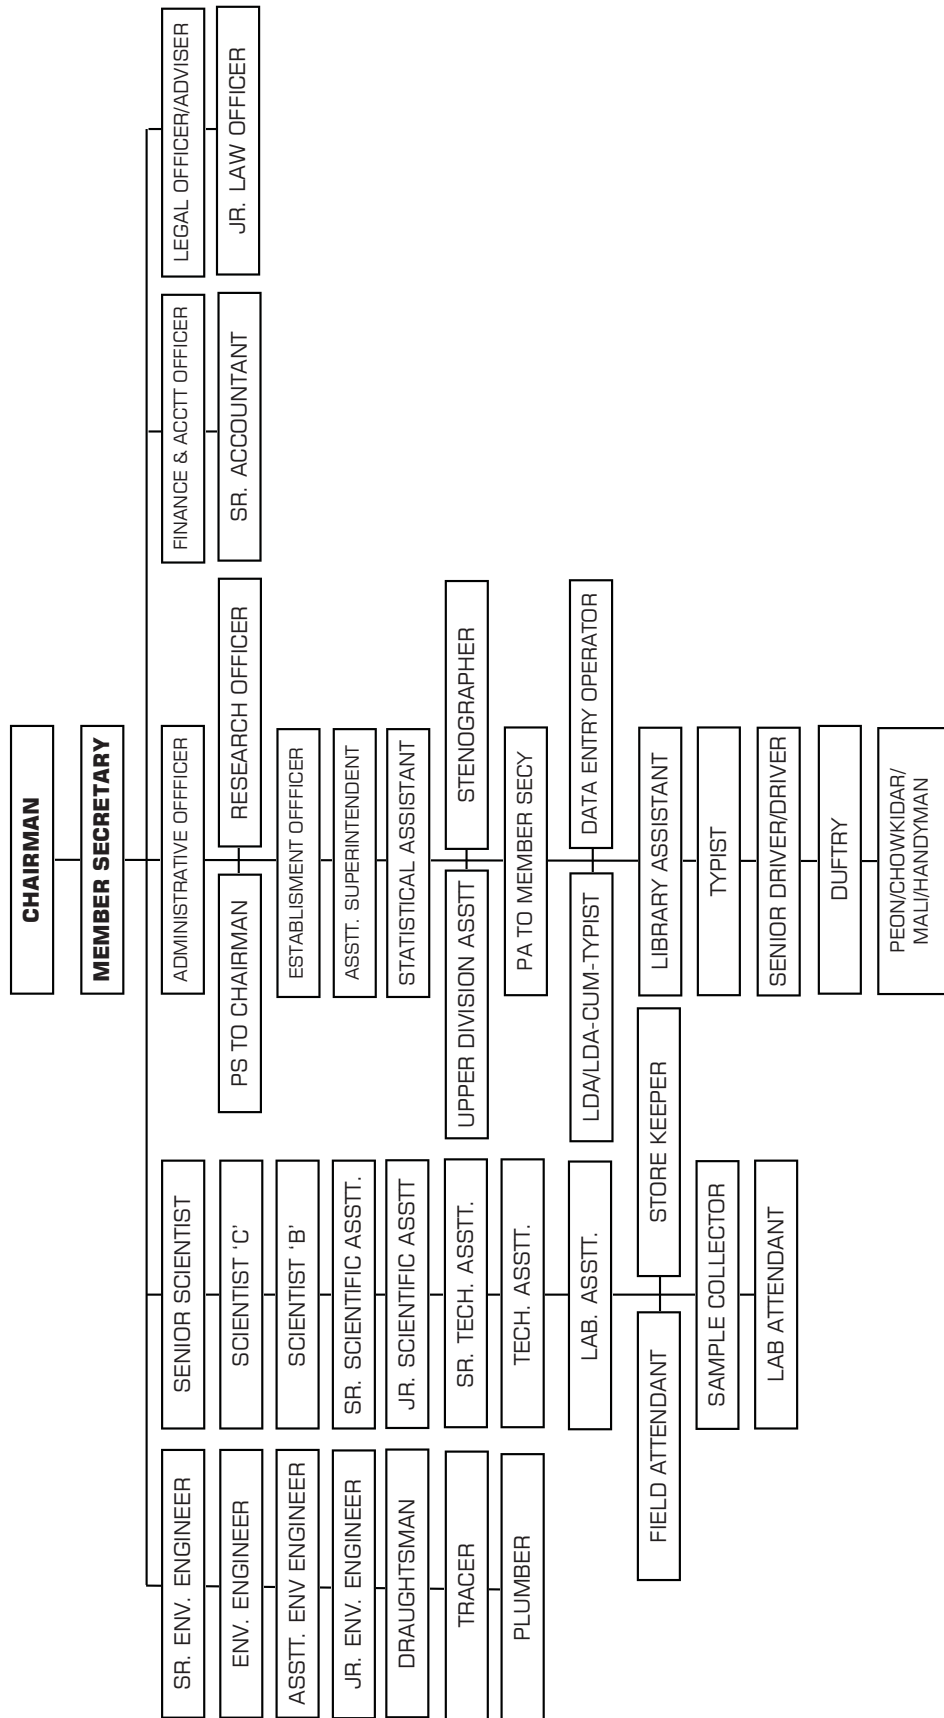 CHAIRMAN
MEMBER SECRETARY
SR. ENV. ENGINEER
ENV. ENGINEER
ASSTT. ENV ENGINEER
JR. ENV. ENGINEER
DRAUGHTSMAN
TRACER
PLUMBER
SENIOR SCIENTIST
SCIENTIST ‘C’
SCIENTIST ‘B’
SR. SCIENTIFIC ASSTT.
JR. SCIENTIFIC ASSTT
SR. TECH. ASSTT.
TECH. ASSTT.
LAB. ASSTT.
FIELD ATTENDANT
STORE KEEPER
SAMPLE COLLECTOR
LAB ATTENDANT
ADMINISTRATIVE OFFFICER
PS TO CHAIRMAN
RESEARCH OFFICER
ESTABLISMENT OFFICER
ASSTT. SUPERINTENDENT
STATISTICAL ASSISTANT
UPPER DIVISION ASSTT
STENOGRAPHER
PA TO MEMBER SECY
LDA/LDA-CUM-TYPIST
DATA ENTRY OPERATOR
LIBRARY ASSISTANT
TYPIST
SENIOR DRIVER/DRIVER
DUFTRY
PEON/CHOWKIDAR/
MALI/HANDYMAN
FINANCE & ACCTT OFFICER
SR. ACCOUNTANT
LEGAL OFFICER/ADVISER
JR. LAW OFFICER